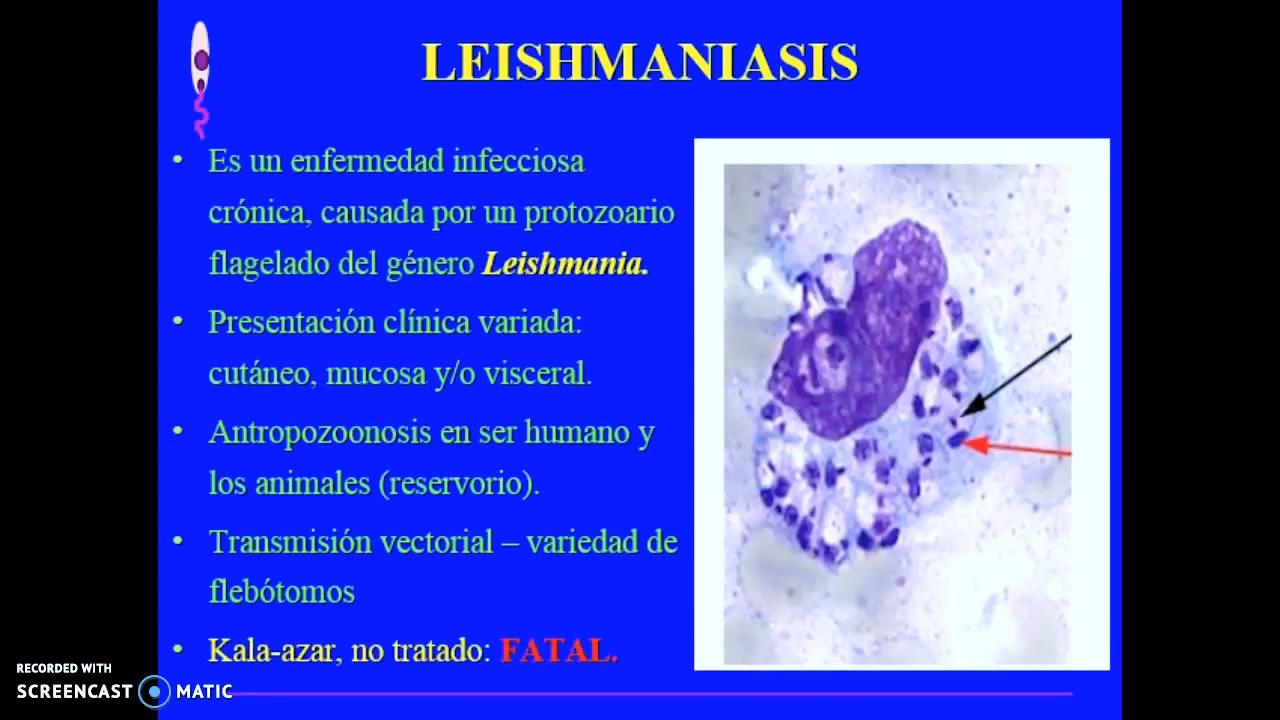 LEISHMANIASIS
• Es un enfermedad infecciosa
crónica, causada por un protozoario
flagelado del género Leishmania.
• Presentación clínica variada:
cutáneo, mucosa y/o visceral.
• Antropozoonosis en ser humano y
los animales (reservorio).
• Transmisión vectorial – variedad de
flebótomos
• Kala-azar, no tratado: FATAL.
RECORDED WITH
SCREENCAST MATIC